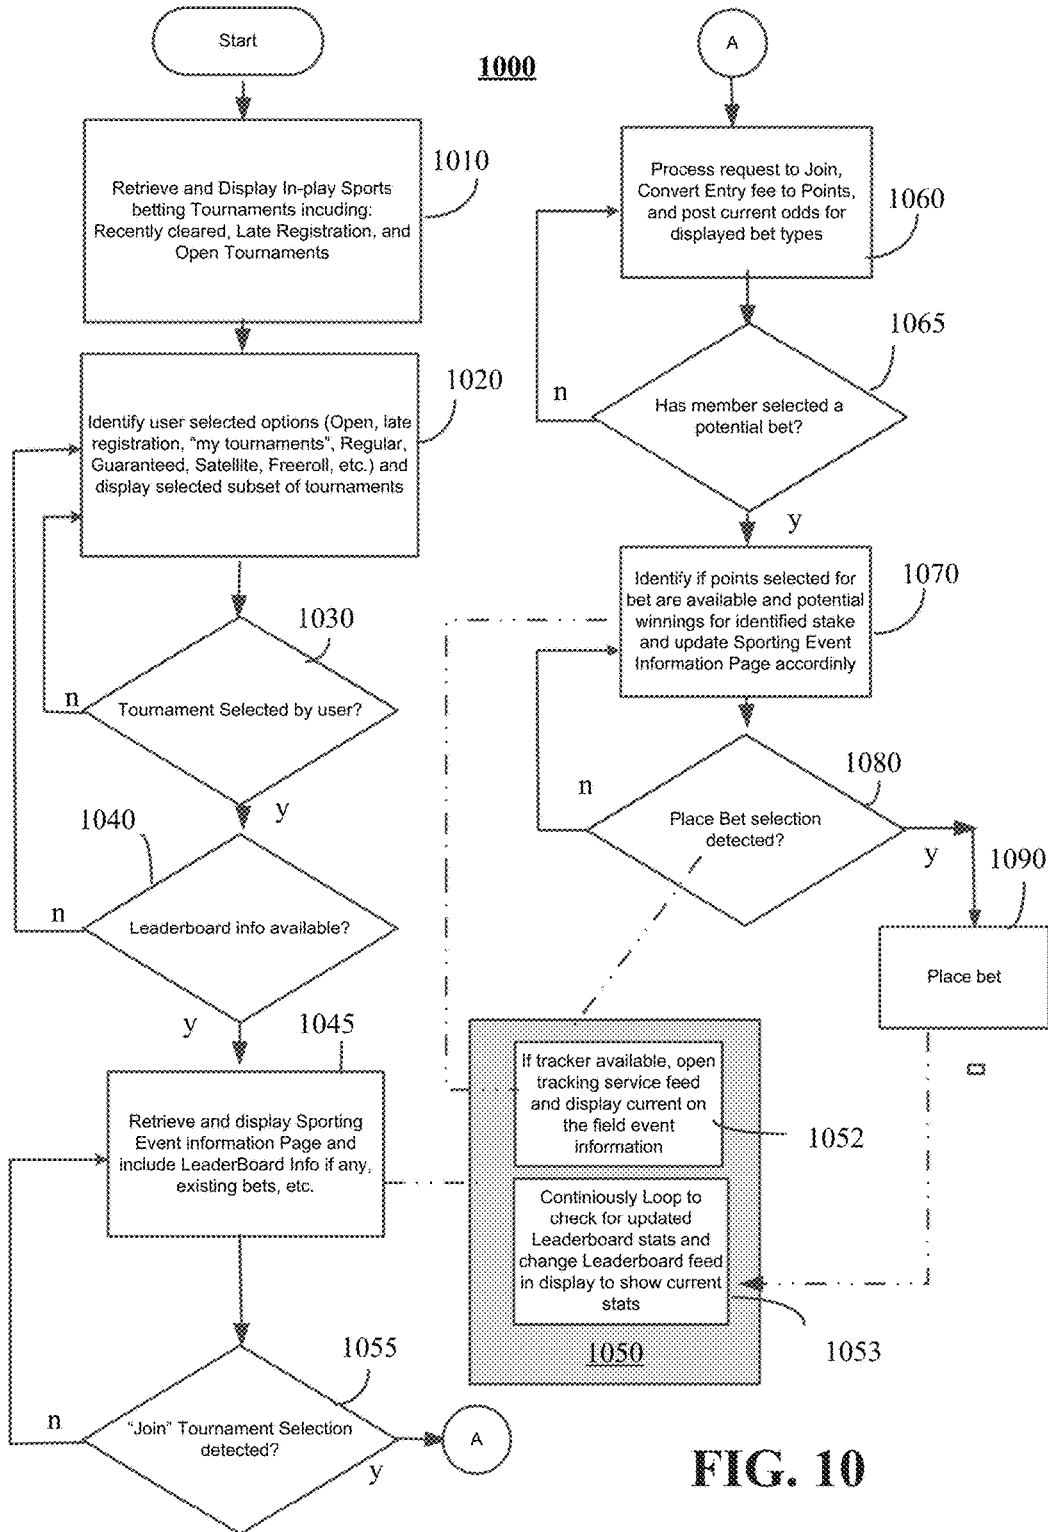 Start
1000
Retrieve and Display In-play Sports
betting Tournaments incuding:
Recently cleared, Late Registration, and
Open Tournaments
1010
Identify user selected options (Open, late
registration, “my tournaments”, Regular,
Guaranteed, Satellite, Freeroll, etc.) and
display selected subset of tournaments
1020
1030
Tournament Selected by user?
n
y
1040
Leaderboard info available?
n
y
1045
Retrieve and display Sporting
Event information Page and
include LeaderBoard Info if any,
existing bets, etc.
1055
“Join” Tournament Selection
detected?
n
y
A
A
Process request to Join,
Convert Entry fee to Points,
and post current odds for
displayed bet types
1060
1065
Has member selected a
potential bet?
n
y
Identify if points selected for
bet are available and potential
winnings for identified stake
and update Sporting Event
Information Page accordinly
1070
1080
Place Bet selection
detected?
n
y
1090
Place bet
If tracker available, open
tracking service feed
and display current on
the field event
information
1052
Continiously Loop to
check for updated
Leaderboard stats and
change Leaderboard feed
in display to show current
stats
1053
1050
FIG. 10